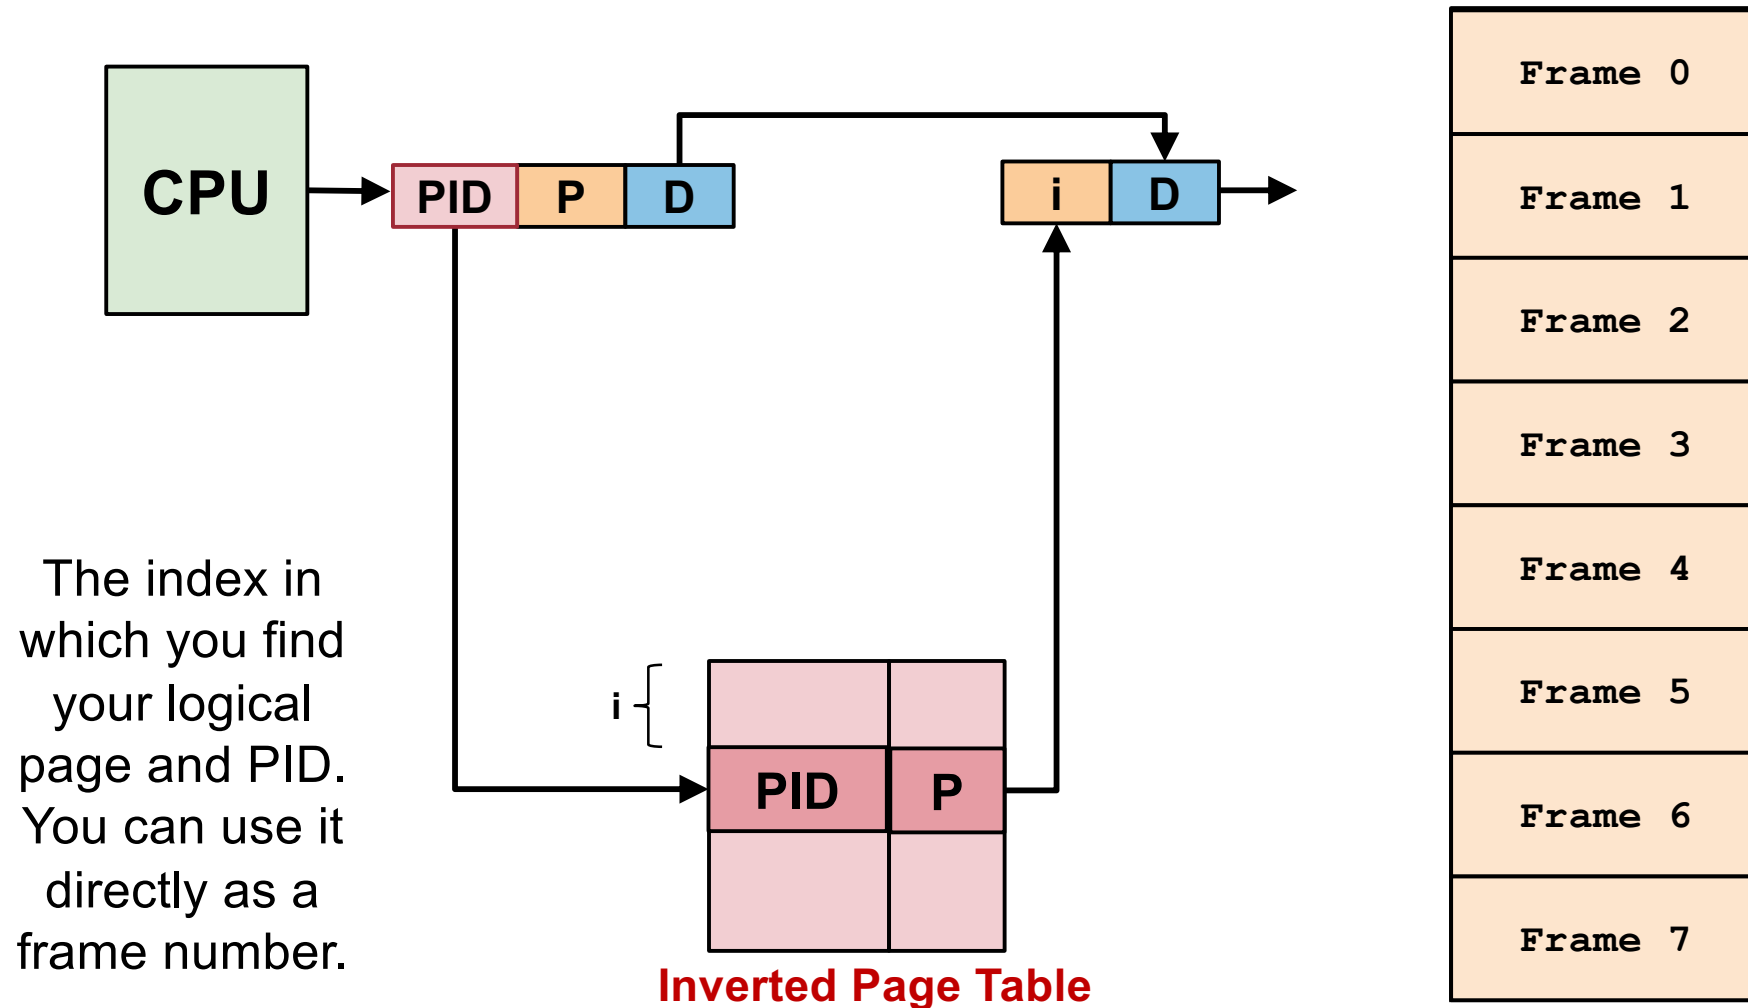 CPU
PID P D
i D
The index in
which you find
your logical
page and PID.
You can use it
directly as a
frame number.
i
PID P
Inverted Page Table
Frame 0
Frame 1
Frame 2
Frame 3
Frame 4
Frame 5
Frame 6
Frame 7